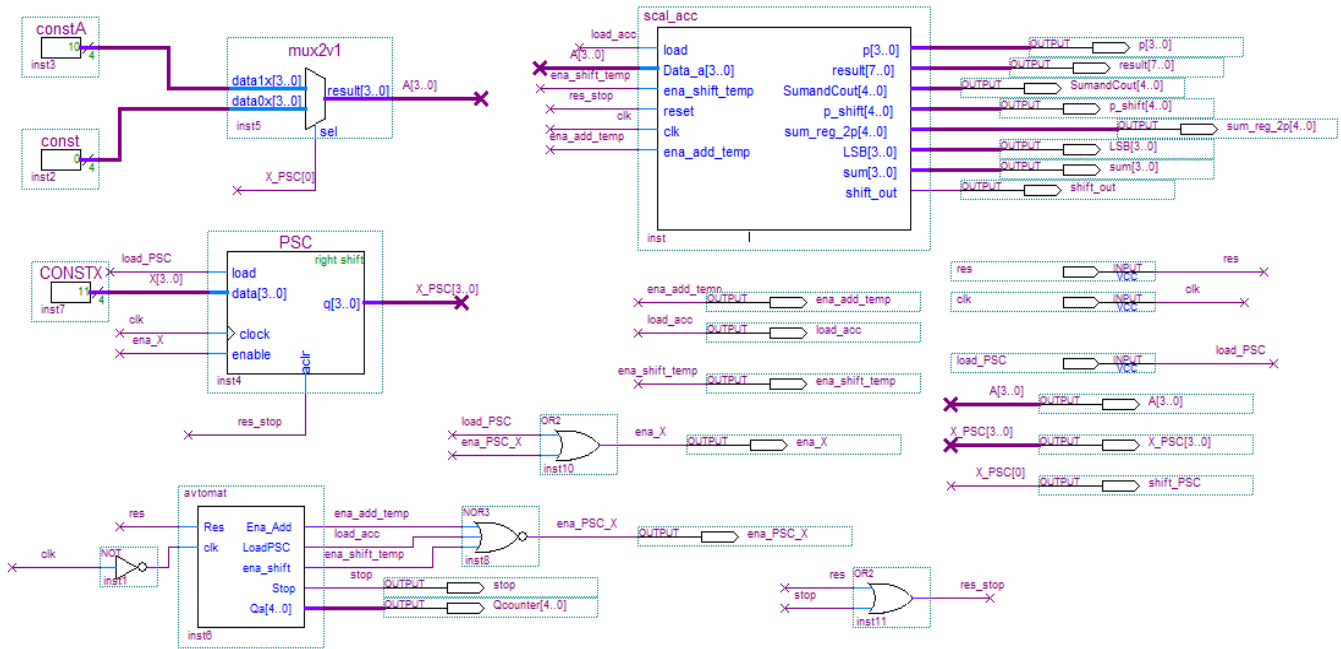 constA
10
4
inst3
const
0
4
inst2
mux2v1
data1x[3..0]
data0x[3..0]
result[3..0]
A[3..0]
inst5
sel
X_PSC[0]
scal_acc
load_acc
load
p[3..0]
OUTPUT
p[3..0]
A[3..0]
Data_a[3..0]
result[7..0]
OUTPUT
result[7..0]
ena_shift_temp
ena_shift_temp
SumandCout[4..0]
OUTPUT
SumandCout[4..0]
res_stop
reset
p_shift[4..0]
OUTPUT
p_shift[4..0]
clk
clk
sum_reg_2p[4..0]
OUTPUT
sum_reg_2p[4..0]
ena_add_temp
ena_add_temp
LSB[3..0]
OUTPUT
LSB[3..0]
sum[3..0]
OUTPUT
sum[3..0]
shift_out
OUTPUT
shift_out
inst
PSC
right shift
load_PSC
load
CONSTX
11
4
inst7
X[3..0]
data[3..0]
q[3..0]
X_PSC[3..0]
clk
clock
ena_X
enable
aclr
inst4
res_stop
ena_add_temp
OUTPUT
ena_add_temp
load_acc
OUTPUT
load_acc
ena_shift_temp
OUTPUT
ena_shift_temp
res
INPUT
VCC
res
clk
INPUT
VCC
clk
load_PSC
INPUT
VCC
load_PSC
A[3..0]
OUTPUT
A[3..0]
X_PSC[3..0]
OUTPUT
X_PSC[3..0]
X_PSC[0]
OUTPUT
shift_PSC
load_PSC
ena_PSC_X
OR2
inst10
ena_X
OUTPUT
ena_X
avtomat
res
Res
clk
NOT
inst1
clk
Ena_Add
LoadPSC
ena_shift
Stop
Qa[4..0]
inst6
ena_add_temp
load_acc
ena_shift_temp
NOR3
inst8
ena_PSC_X
OUTPUT
ena_PSC_X
stop
OUTPUT
stop
OUTPUT
Qcounter[4..0]
res
stop
OR2
inst11
res_stop